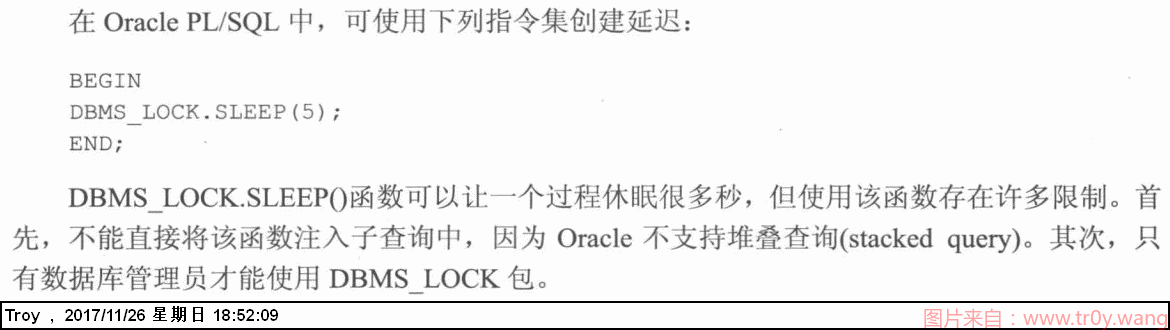 在 Oracle PL/SQL 中，可使用下列指令集创建延迟：
BEGIN
DBMS_LOCK.SLEEP(5);
END;
DBMS_LOCK.SLEEP()函数可以让一个过程休眠很多秒，但使用该函数存在许多限制。首
先，不能直接将该函数注入子查询中，因为 Oracle 不支持堆叠查询(stacked query)。其次，只
有数据库管理员才能使用 DBMS_LOCK 包。
Troy , 2017/11/26 星期日 18:52:09
图片来自：www.tr0y.wang